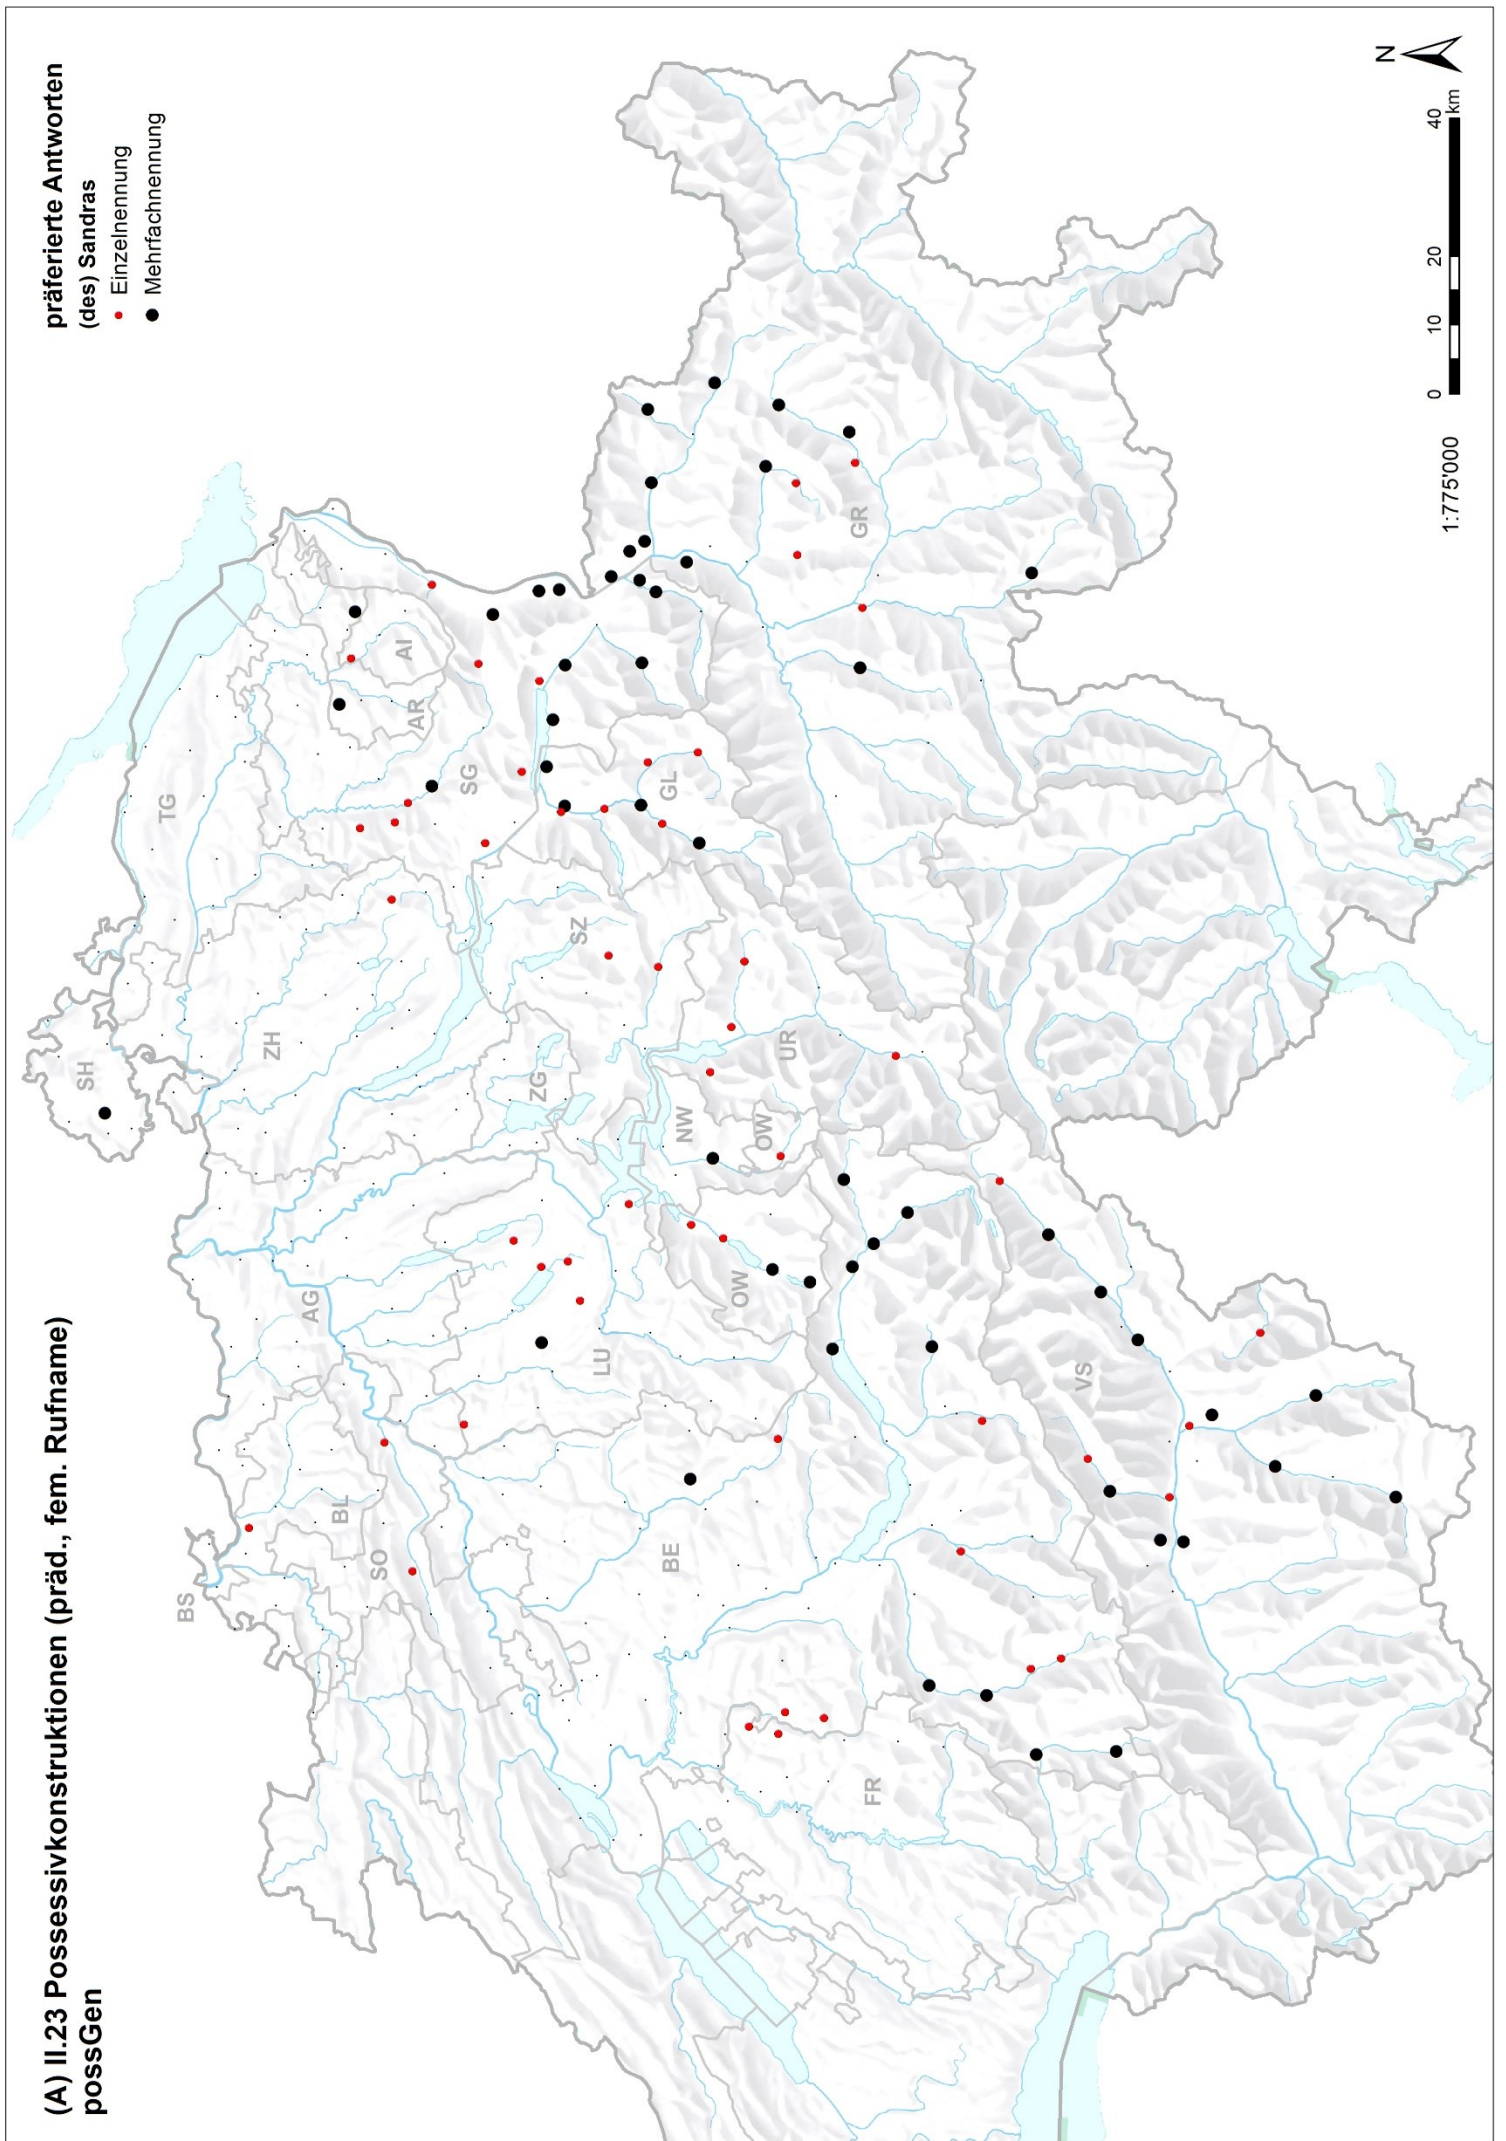 (A) II.23 Possessivkonstruktionen (präd., fem. Rufname)
possGen
präferierte Antworten
(des) Sandras
Einzelnennung
Mehrfachnennung
SH
BS
TG
ZH
AG
BL
SO
AR
AI
SG
ZG
SZ
LU
GL
BE
NW
OW
OW
UR
GR
FR
VS
N
1:775'000
0 10 20 40
km